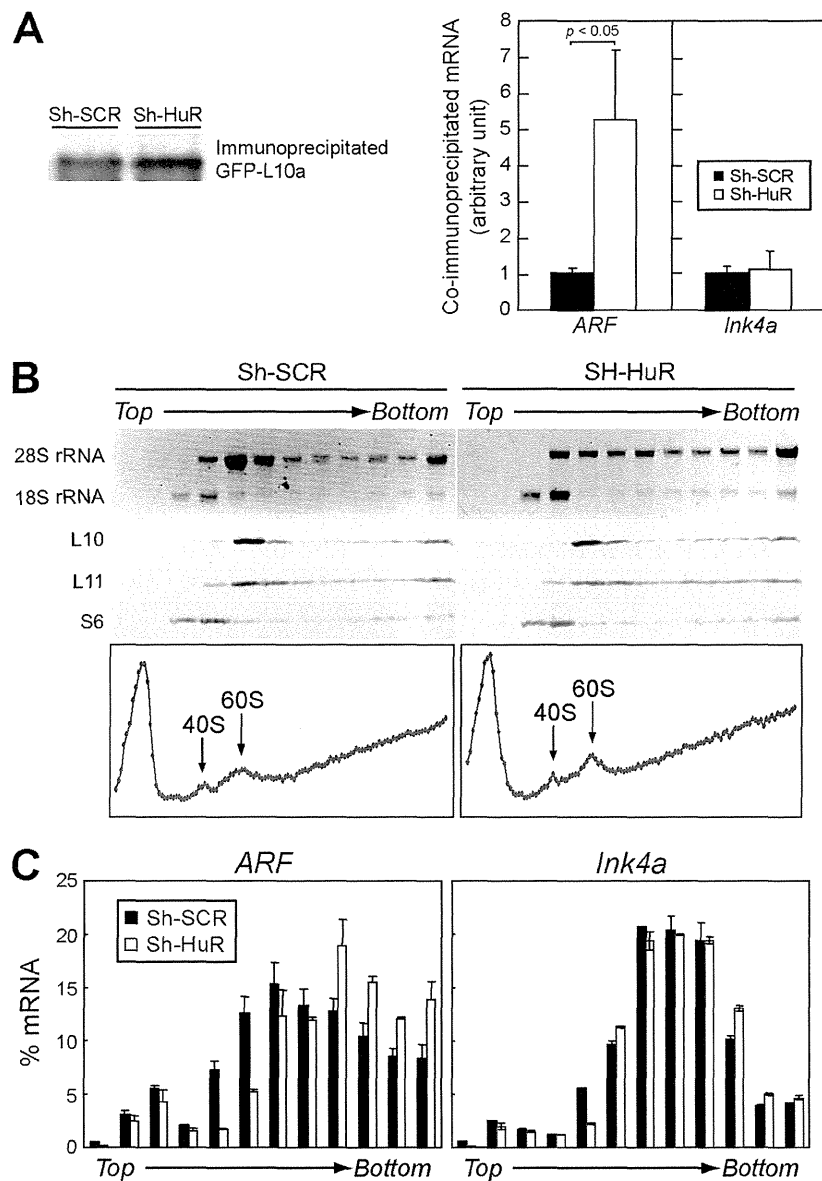 A
Sh-SCR Sh-HuR
Immunoprecipitated
GFP-L10a
Co-immunoprecipitated mRNA
(arbitrary unit)
8
7
6
5
4
3
2
1
0
p < 0.05
Sh-SCR
Sh-HuR
ARF Ink4a
B
Sh-SCR SH-HuR
Top Bottom Top Bottom
28S rRNA
18S rRNA
L10
L11
S6
40S 60S 40S 60S
C
ARF Ink4a
% mRNA
25
20
15
10
5
0
Sh-SCR
Sh-HuR
Top Bottom Top Bottom